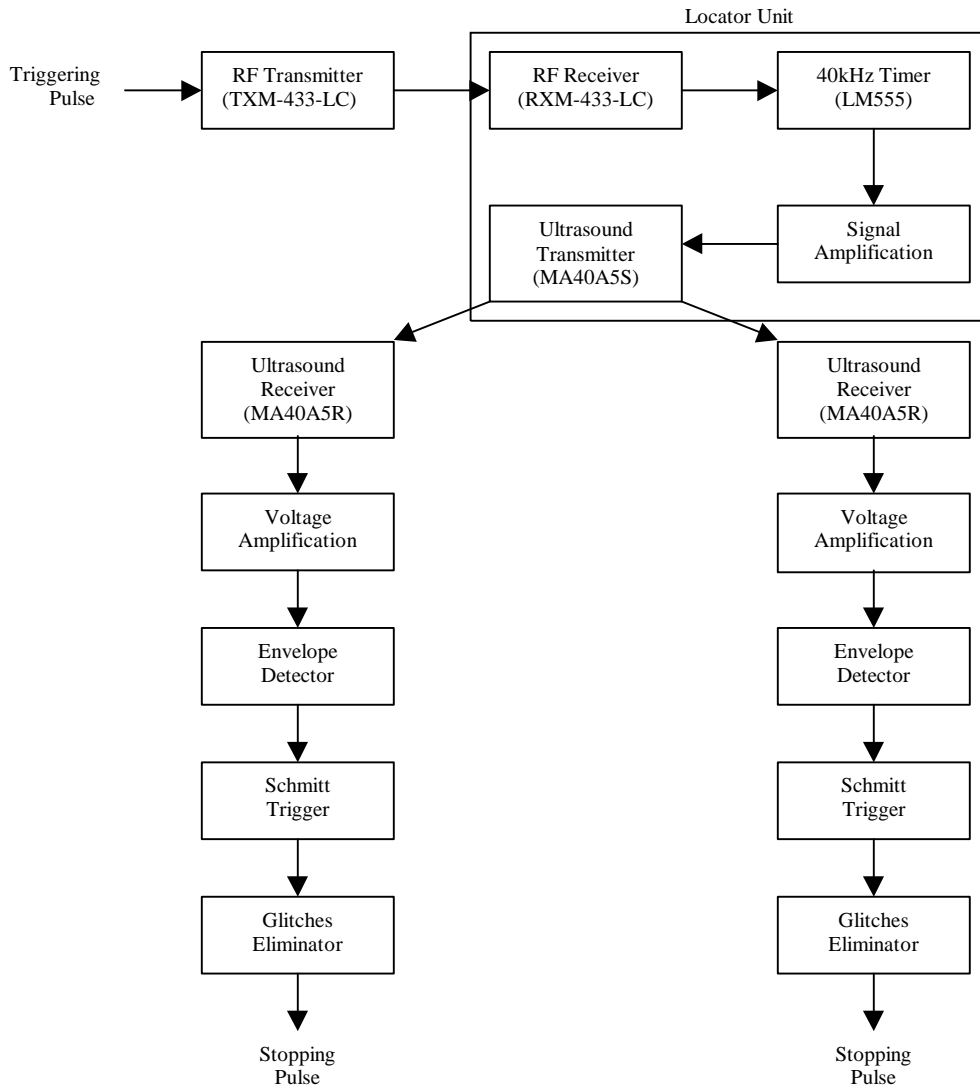 Locator Unit
Triggering
Pulse
RF Transmitter
(TXM-433-LC)
RF Receiver
(RXM-433-LC)
40kHz Timer
(LM555)
Ultrasound
Transmitter
(MA40A5S)
Signal
Amplification
Ultrasound
Receiver
(MA40A5R)
Ultrasound
Receiver
(MA40A5R)
Voltage
Amplification
Voltage
Amplification
Envelope
Detector
Envelope
Detector
Schmitt
Trigger
Schmitt
Trigger
Glitches
Eliminator
Glitches
Eliminator
Stopping
Pulse
Stopping
Pulse